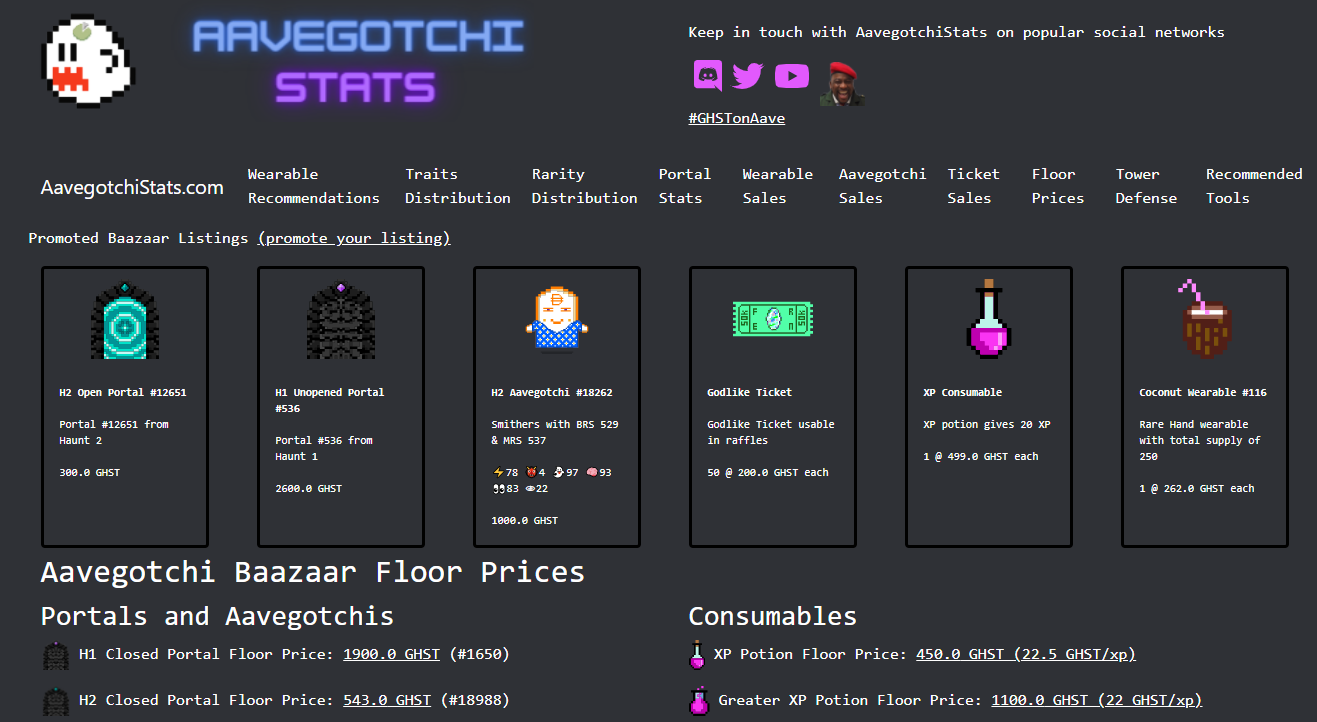 AAVEGOTCHI
STATS
Keep in touch with AavegotchiStats on popular social networks
#GHSTonAave
AavegotchiStats.com
Wearable
Recommendations
Traits
Distribution
Rarity
Distribution
Portal
Stats
Wearable
Sales
Aavegotchi
Sales
Ticket
Sales
Floor
Prices
Tower
Defense
Recommended
Tools
Promoted Baazaar Listings (promote your listing)
H2 Open Portal #12651
Portal #12651 from
Haunt 2
300.0 GHST
H1 Unopened Portal
#536
Portal #536 from
Haunt 1
2600.0 GHST
H2 Aavegotchi #18262
Smithers with BRS 529
& MRS 537
⚡78 👹4 👻97 🧠93
👀83 👁22
1000.0 GHST
50k FREN 50k
Godlike Ticket
Godlike Ticket usable
in raffles
50 @ 200.0 GHST each
XP Consumable
XP potion gives 20 XP
1 @ 499.0 GHST each
Coconut Wearable #116
Rare Hand wearable
with total supply of
250
1 @ 262.0 GHST each
Aavegotchi Baazaar Floor Prices
Portals and Aavegotchis
H1 Closed Portal Floor Price: 1900.0 GHST (#1650)
H2 Closed Portal Floor Price: 543.0 GHST (#18988)
Consumables
XP Potion Floor Price: 450.0 GHST (22.5 GHST/xp)
Greater XP Potion Floor Price: 1100.0 GHST (22 GHST/xp)